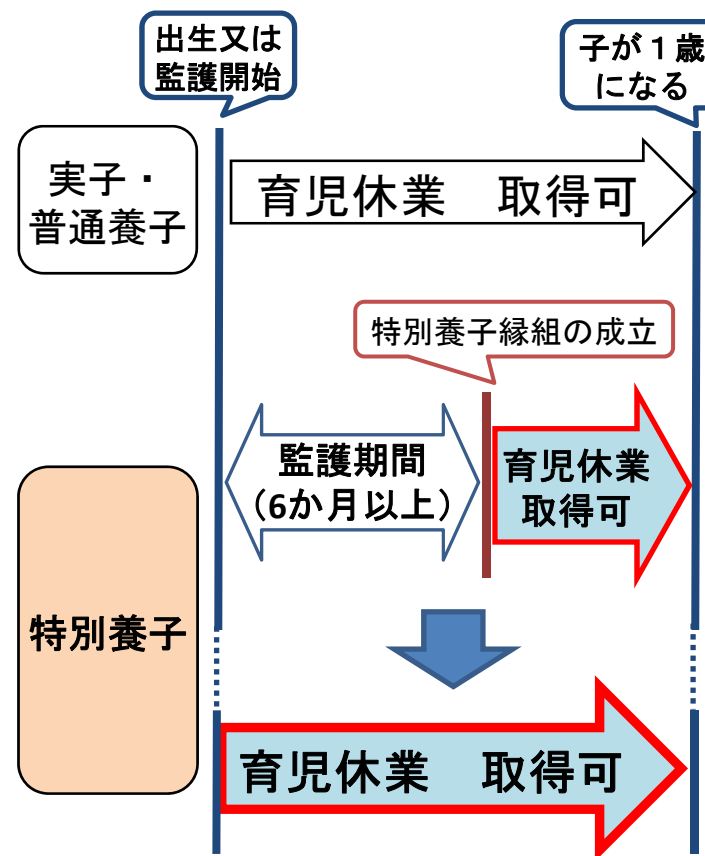 出生又は
監護開始
子が１歳
になる
実子・
普通養子
育児休業　取得可
特別養子縁組の成立
監護期間
（6か月以上）
育児休業
取得可
特別養子
育児休業　取得可